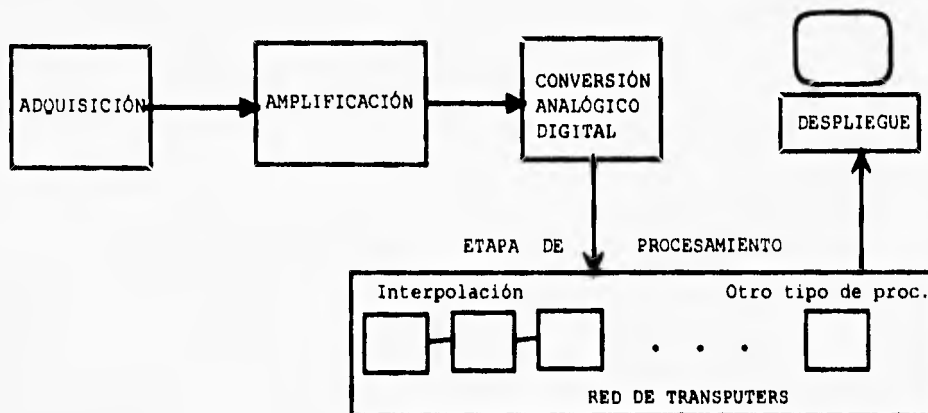 ADQUISICIÓN
AMPLIFICACIÓN
CONVERSIÓN
ANALÓGICO
DIGITAL
DESPLIEGUE
ETAPA DE PROCESAMIENTO
Interpolación
Otro tipo de proc.
. . .
RED DE TRANSPUTERS